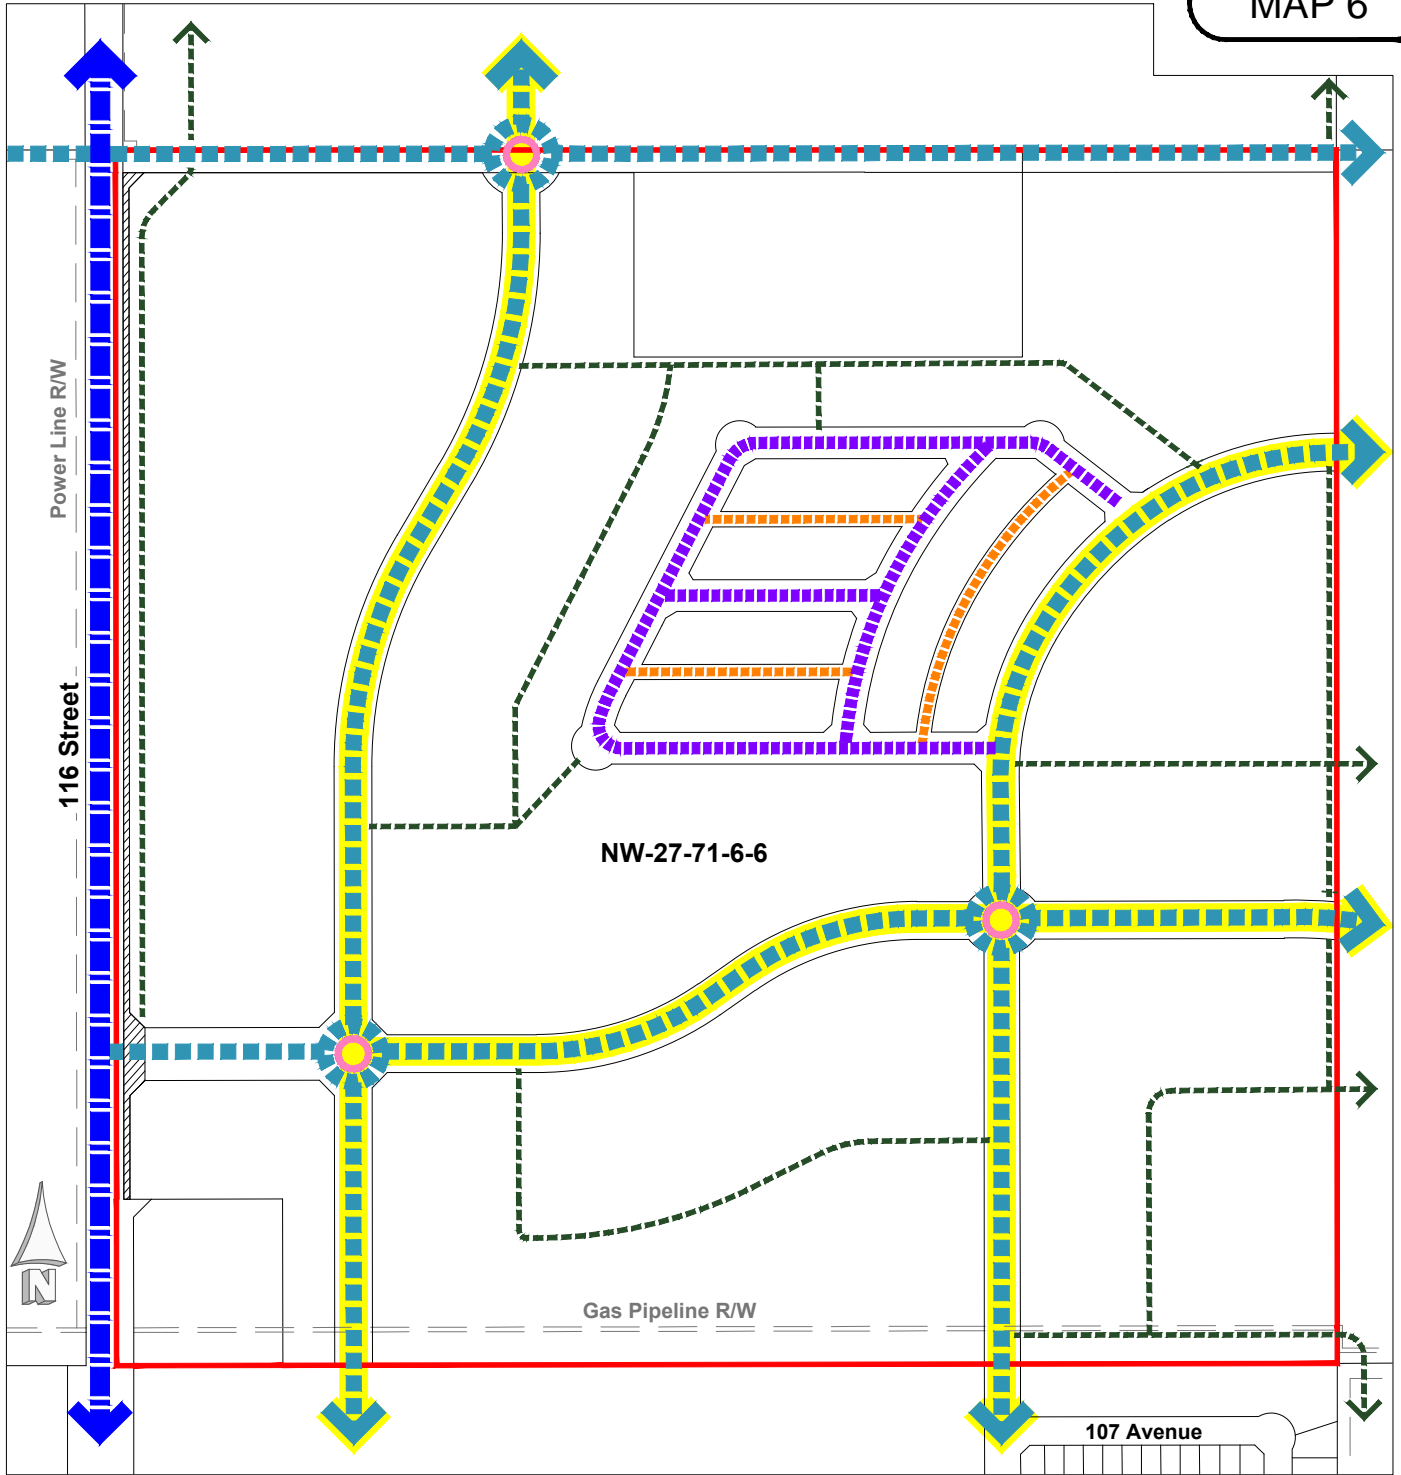 MAP 6
Power Line R/W
116 Street
NW-27-71-6-6
N
Gas Pipeline R/W
107 Avenue